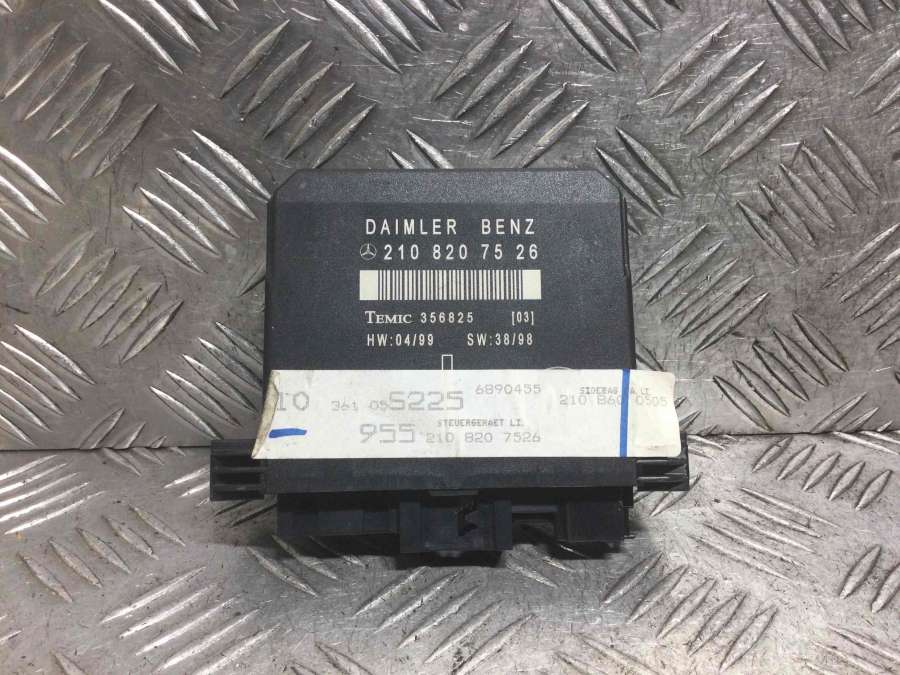 DAIMLER BENZ
210 820 75 26
TEMIC 356825 [03]
HW:04/99 SW:38/98
6890455
361 05 5225
210 860 0505
STEUERGERAET LI.
955 210 820 7526